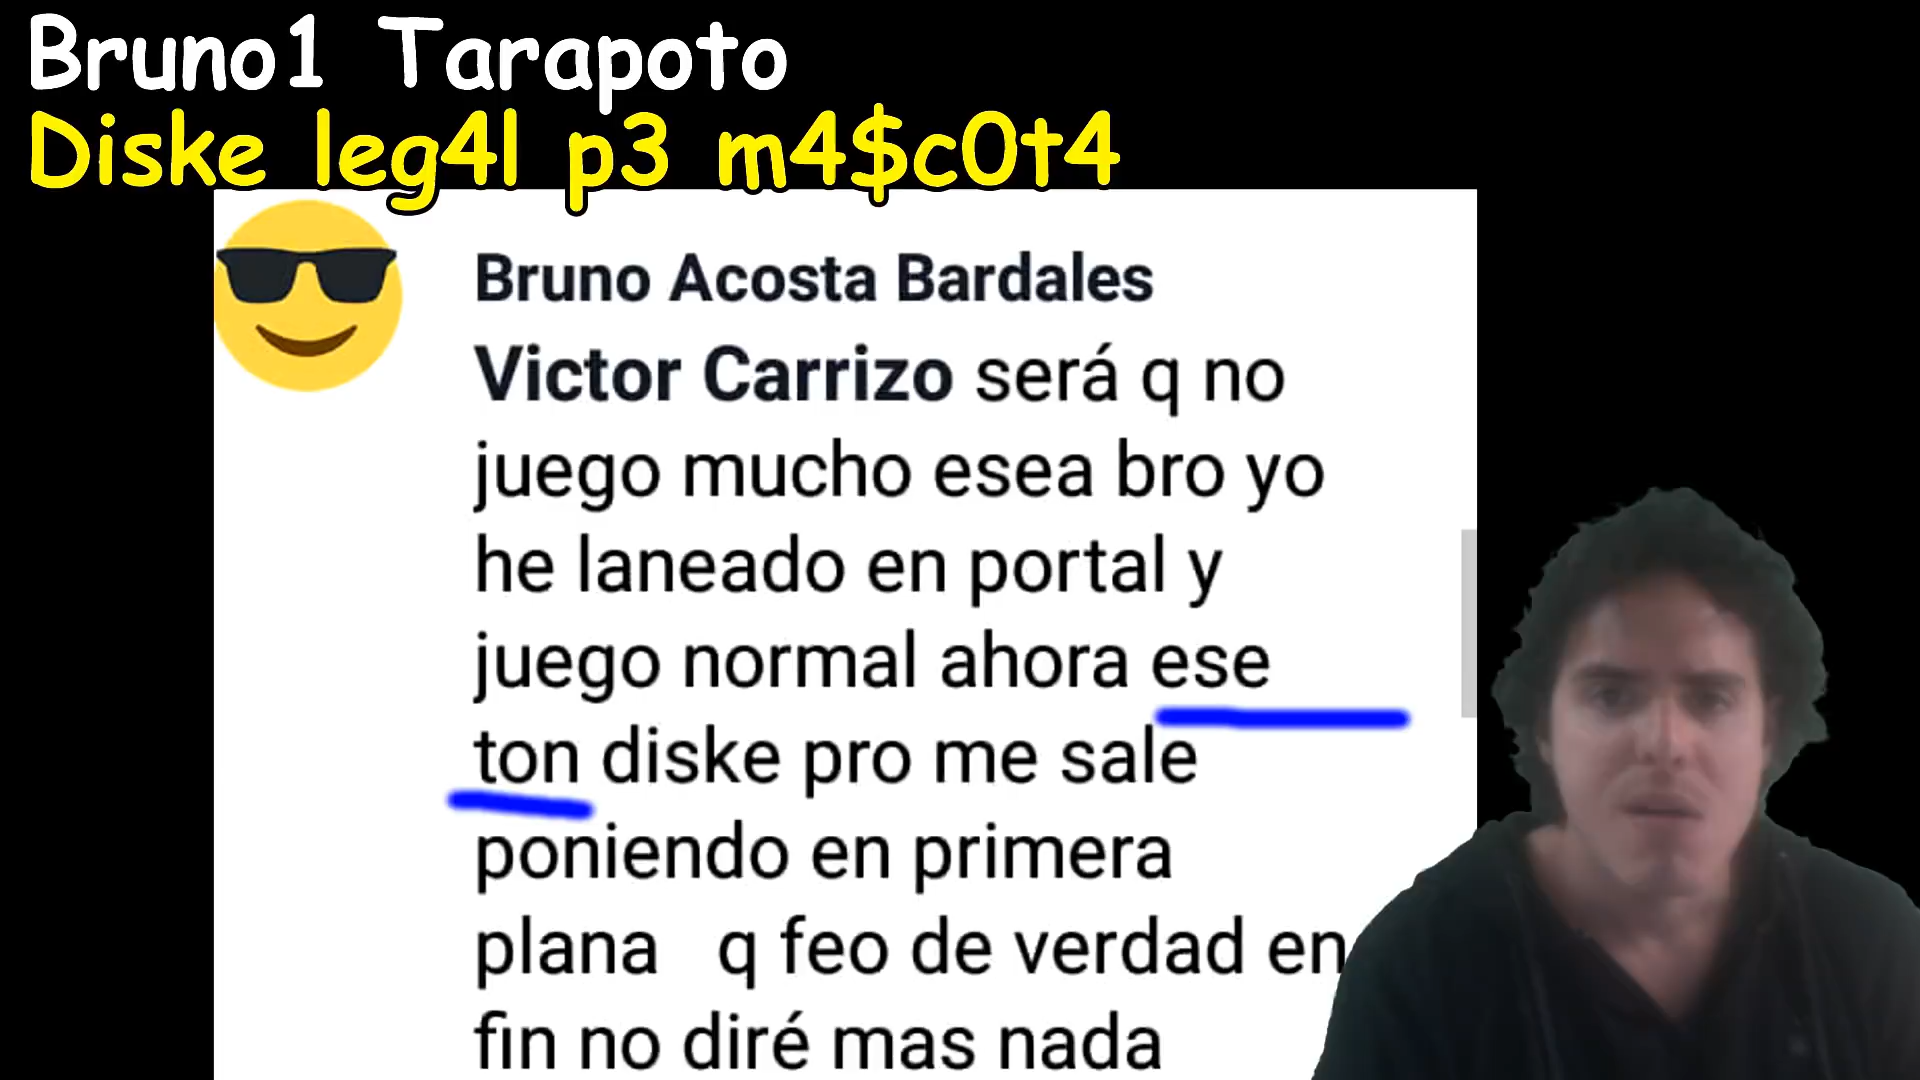 Bruno1 Tarapoto
Diske leg4l p3 m4$c0t4
Bruno Acosta Bardales
Victor Carrizo será q no
juego mucho esea bro yo
he laneado en portal y
juego normal ahora ese
ton diske pro me sale
poniendo en primera
plana q feo de verdad en
fin no diré mas nada